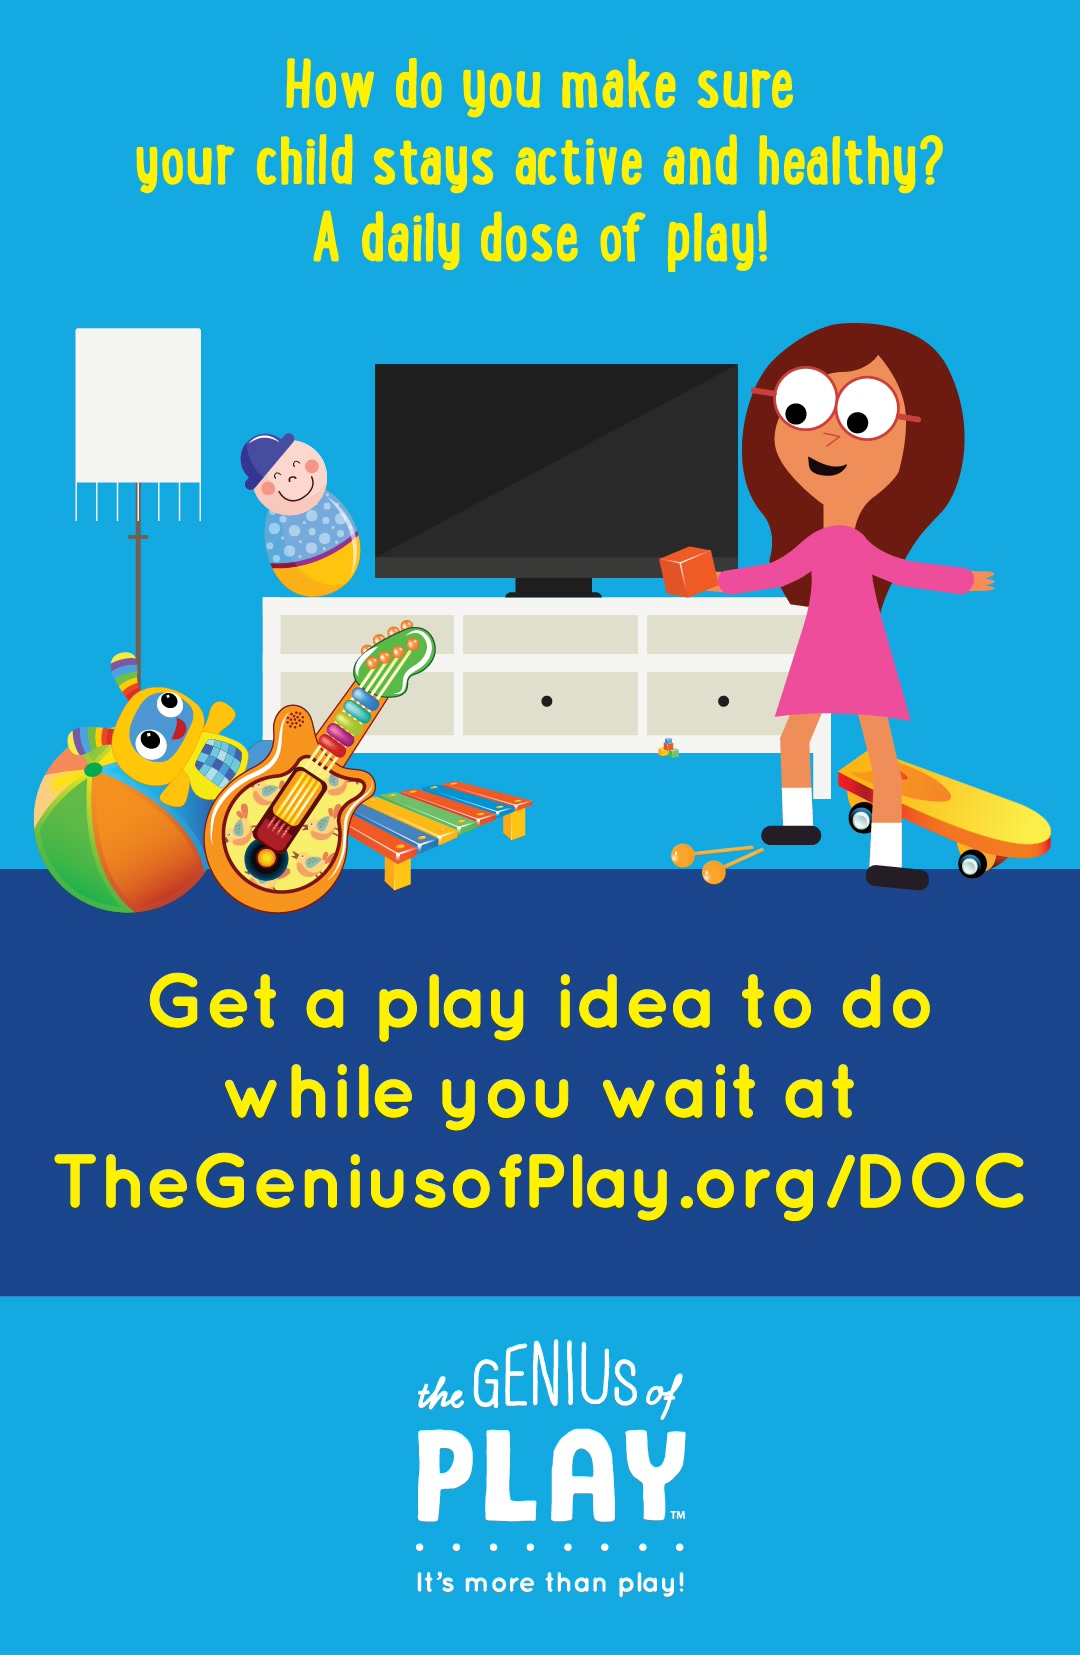 How do you make sure
your child stays active and healthy?
A daily dose of play!
Get a play idea to do
while you wait at
TheGeniusofPlay.org/DOC
the GENIUS of
PLAY™
It's more than play!